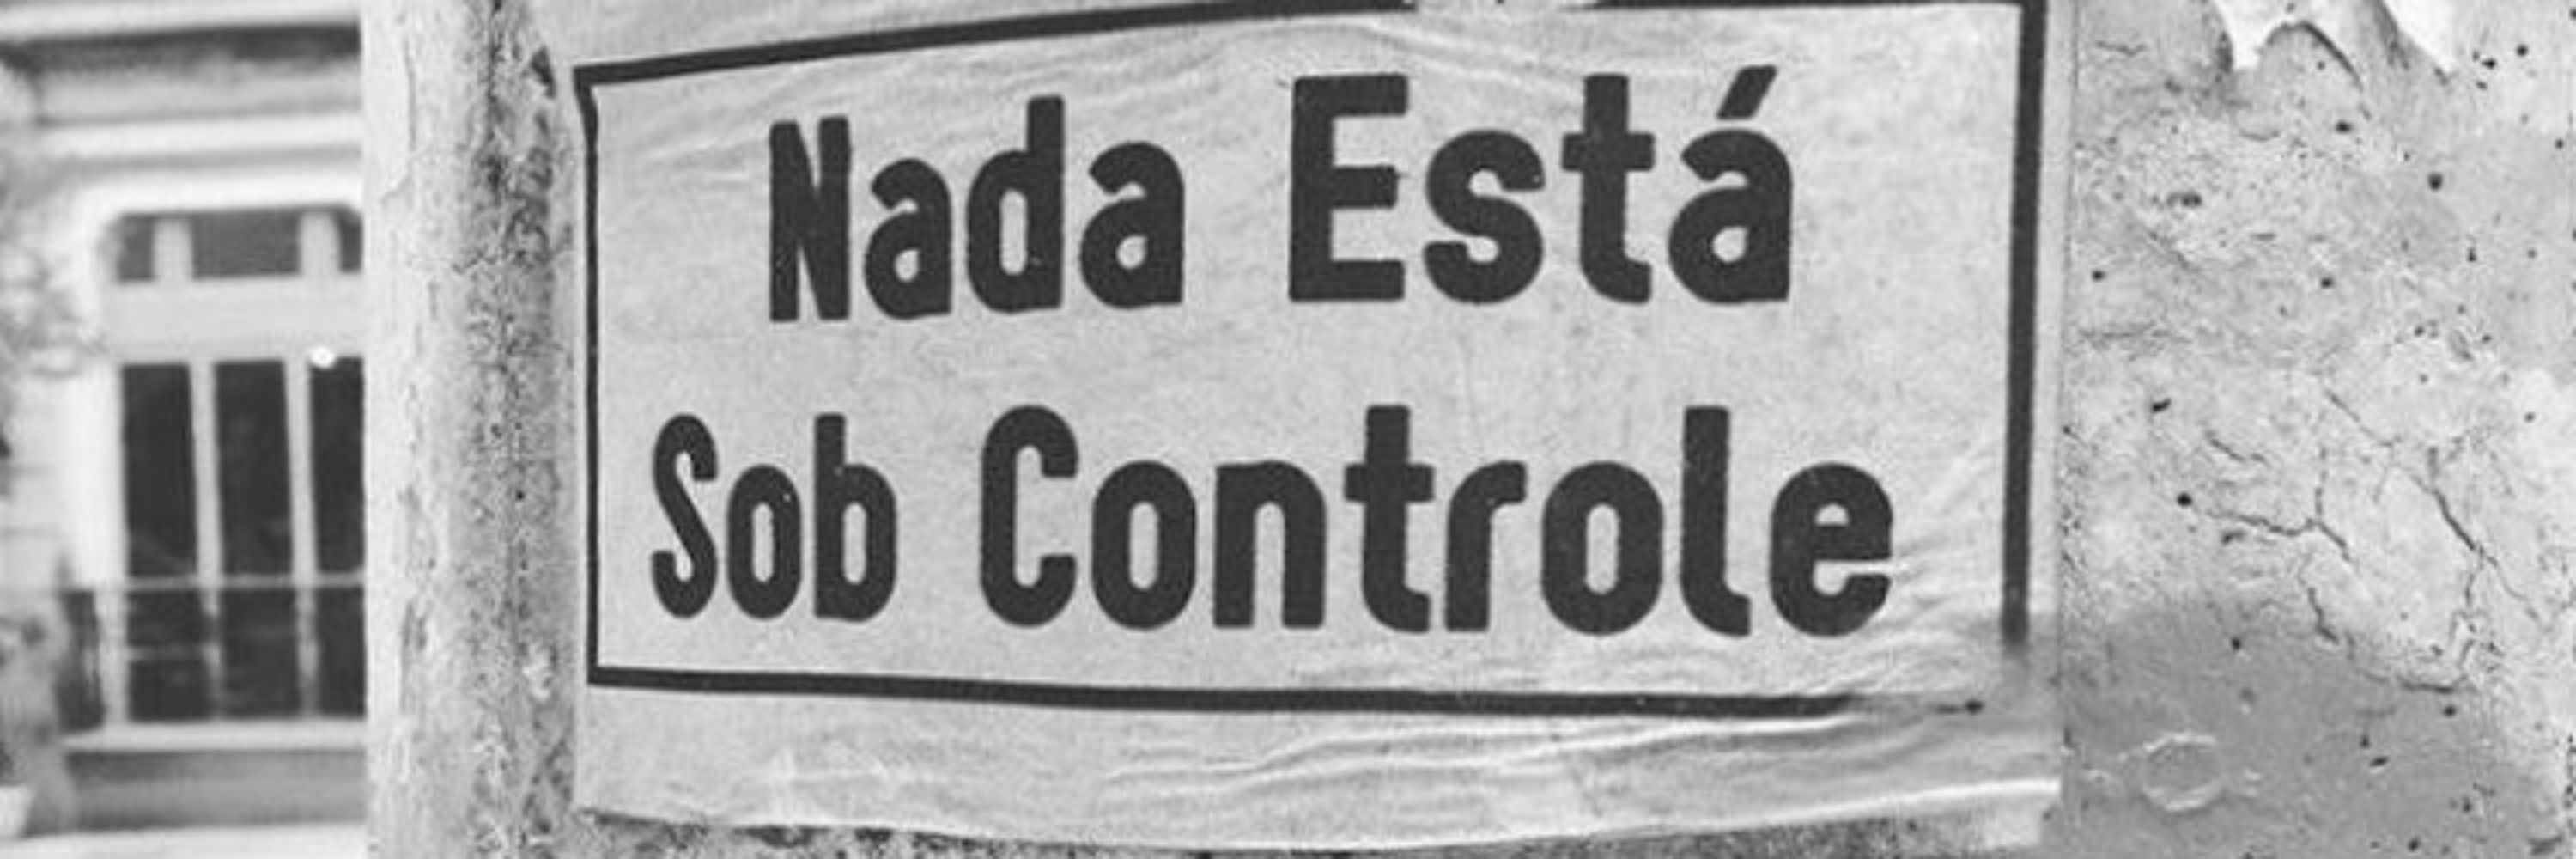 Nada Está
Sob Controle